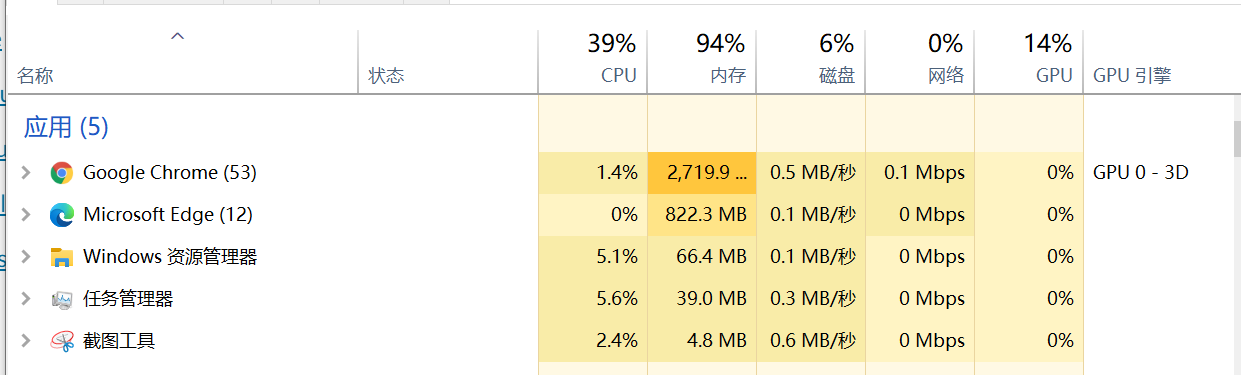 39% 94% 6% 0% 14%
名称 状态 CPU 内存 磁盘 网络 GPU GPU 引擎
应用 (5)
Google Chrome (53) 1.4% 2,719.9 ... 0.5 MB/秒 0.1 Mbps 0% GPU 0 - 3D
Microsoft Edge (12) 0% 822.3 MB 0.1 MB/秒 0 Mbps 0%
Windows 资源管理器 5.1% 66.4 MB 0.1 MB/秒 0 Mbps 0%
任务管理器 5.6% 39.0 MB 0.3 MB/秒 0 Mbps 0%
截图工具 2.4% 4.8 MB 0.6 MB/秒 0 Mbps 0%